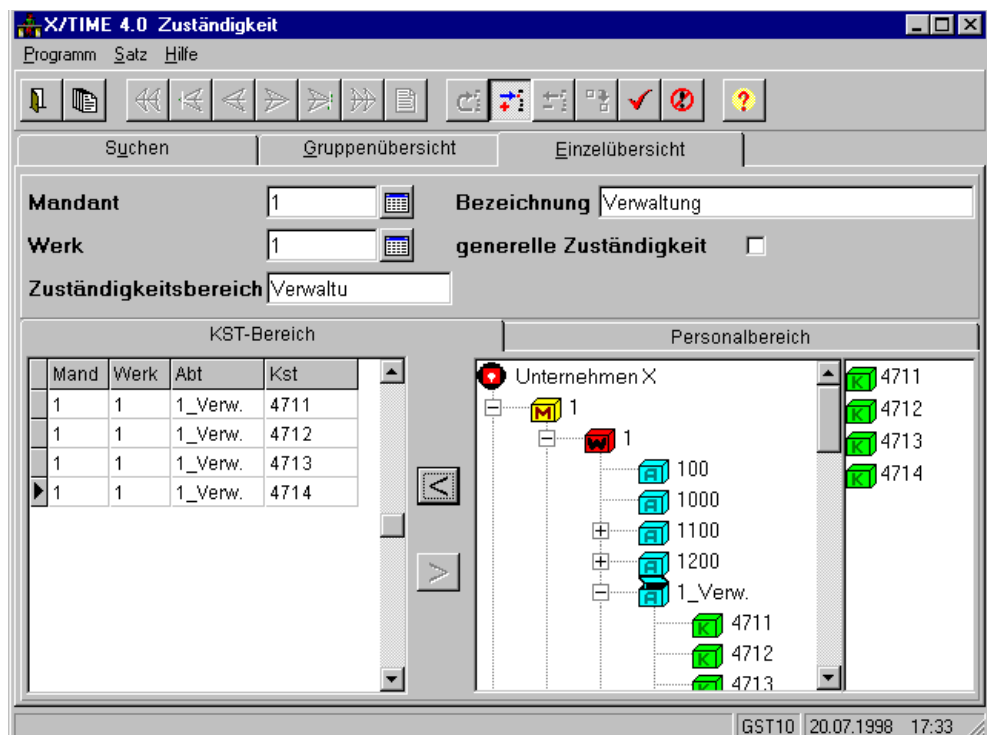 X/TIME 4.0 Zuständigkeit
Programm Satz Hilfe
Suchen Gruppenübersicht Einzelübersicht
Mandant 1 Bezeichnung Verwaltung
Werk 1 generelle Zuständigkeit
Zuständigkeitsbereich Verwaltu
KST-Bereich Personalbereich
Mand Werk Abt Kst
1 1 1_Verw. 4711
1 1 1_Verw. 4712
1 1 1_Verw. 4713
1 1 1_Verw. 4714
<
>
Unternehmen X
M 1
W 1
A 100
A 1000
A 1100
A 1200
A 1_Verw.
K 4711
K 4712
K 4713
K 4711
K 4712
K 4713
K 4714
GST10 20.07.1998 17:33